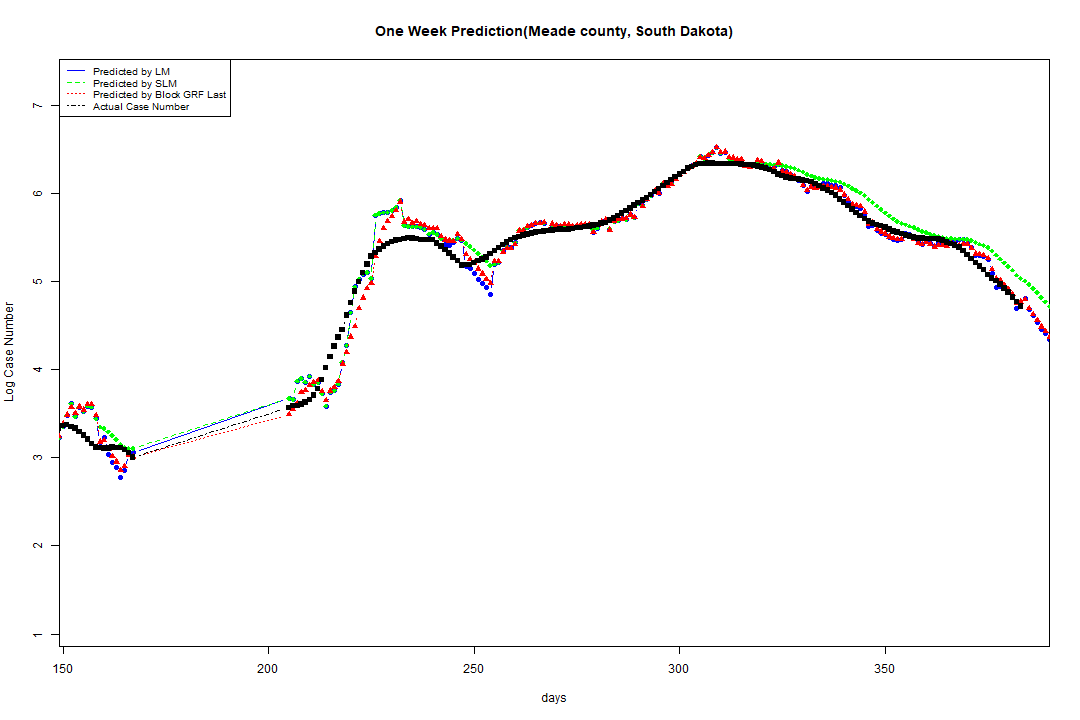 One Week Prediction(Meade county, South Dakota)
Predicted by LM
Predicted by SLM
Predicted by Block GRF Last
Actual Case Number
7
6
5
4
3
2
1
Log Case Number
150 200 250 300 350
days